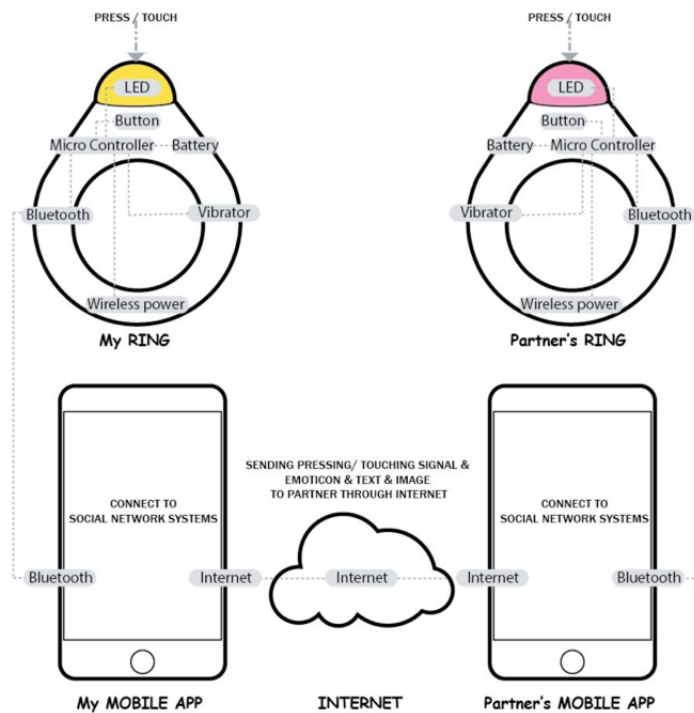 PRESS / TOUCH
PRESS / TOUCH
LED
LED
Button
Button
Micro Controller
Battery
Battery
Micro Controller
Bluetooth
Vibrator
Vibrator
Bluetooth
Wireless power
Wireless power
My RING
Partner's RING
SENDING PRESSING/ TOUCHING SIGNAL &
EMOTICON & TEXT & IMAGE
TO PARTNER THROUGH INTERNET
CONNECT TO
SOCIAL NETWORK SYSTEMS
CONNECT TO
SOCIAL NETWORK SYSTEMS
Bluetooth
Internet
Internet
Internet
Bluetooth
My MOBILE APP
INTERNET
Partner's MOBILE APP